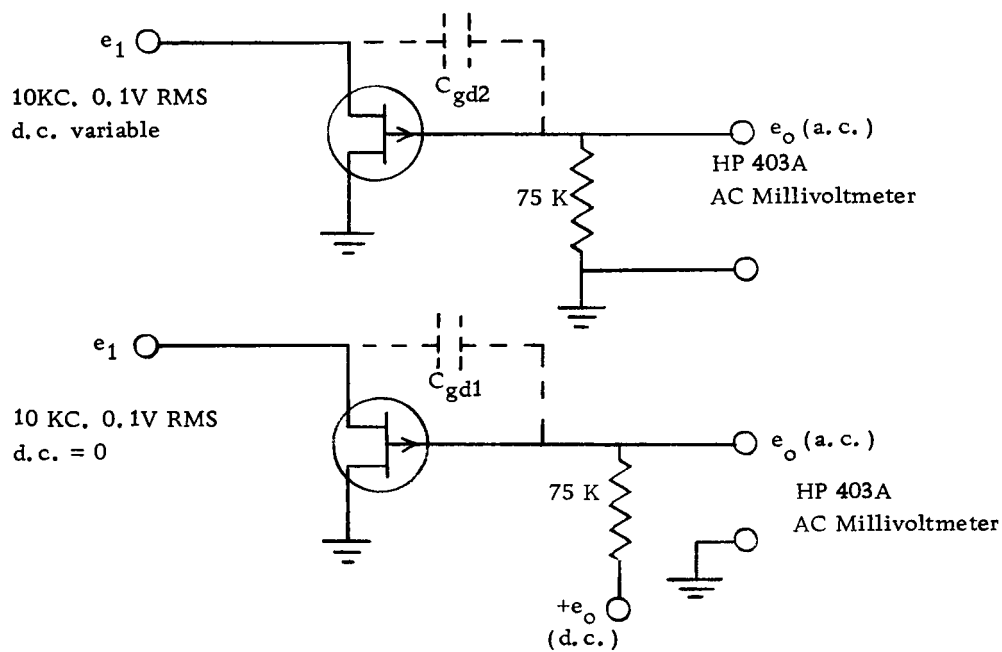 e1
10KC. 0.1V RMS
d.c. variable
Cgd2
75 K
eo (a.c.)
HP 403A
AC Millivoltmeter
e1
10 KC. 0.1V RMS
d.c. = 0
Cgd1
75 K
eo (a.c.)
HP 403A
AC Millivoltmeter
+eo
(d.c.)